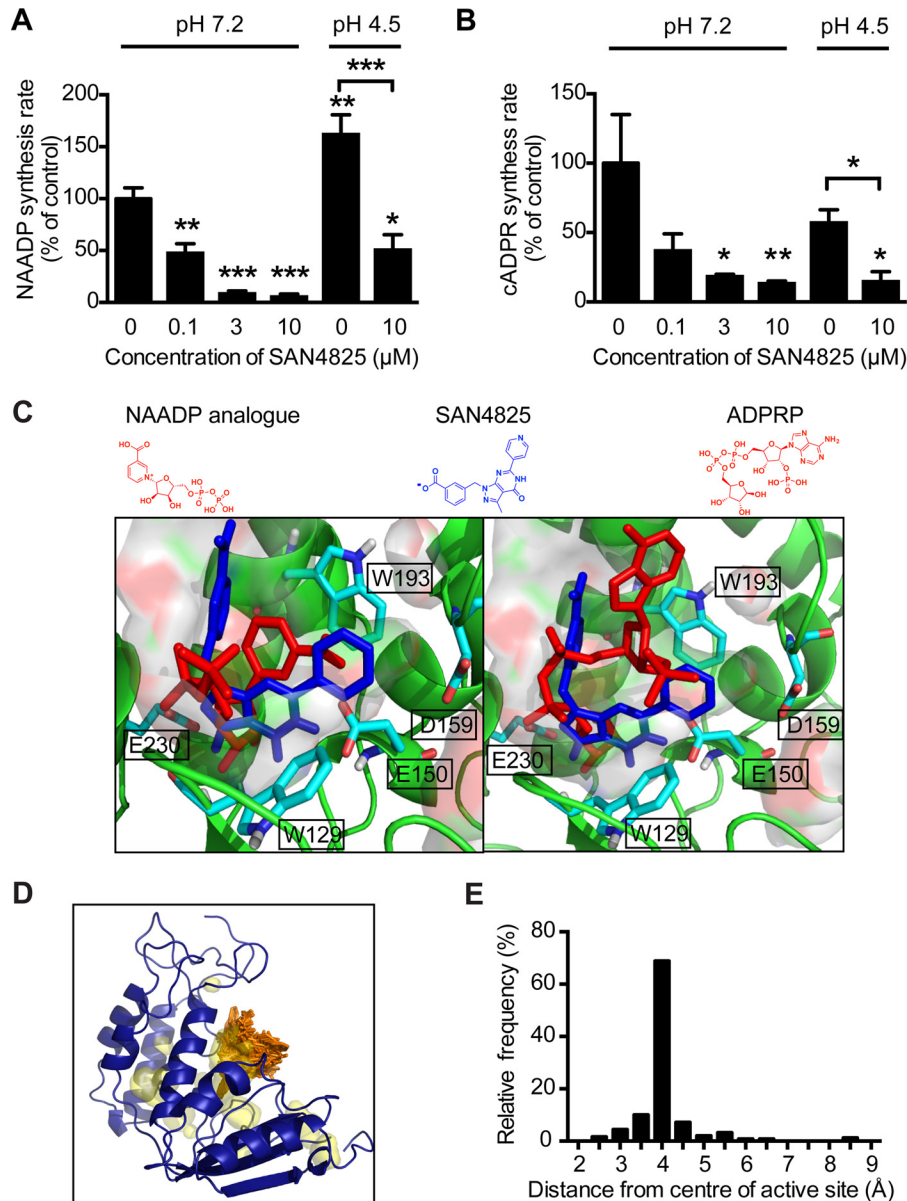 A
pH 7.2
pH 4.5
NAADP synthesis rate
(% of control)
200
150
100
50
0
**
***
***
**
***
*
0
0.1
3
10
0
10
Concentration of SAN4825 (µM)
B
pH 7.2
pH 4.5
cADPR synthesis rate
(% of control)
150
100
50
0
*
**
*
*
0
0.1
3
10
0
10
Concentration of SAN4825 (µM)
C
NAADP analogue
SAN4825
ADPRP
W193
D159
E230
E150
W129
W193
D159
E230
E150
W129
D
E
Relative frequency (%)
80
60
40
20
0
2
3
4
5
6
7
8
9
Distance from centre of active site (Å)